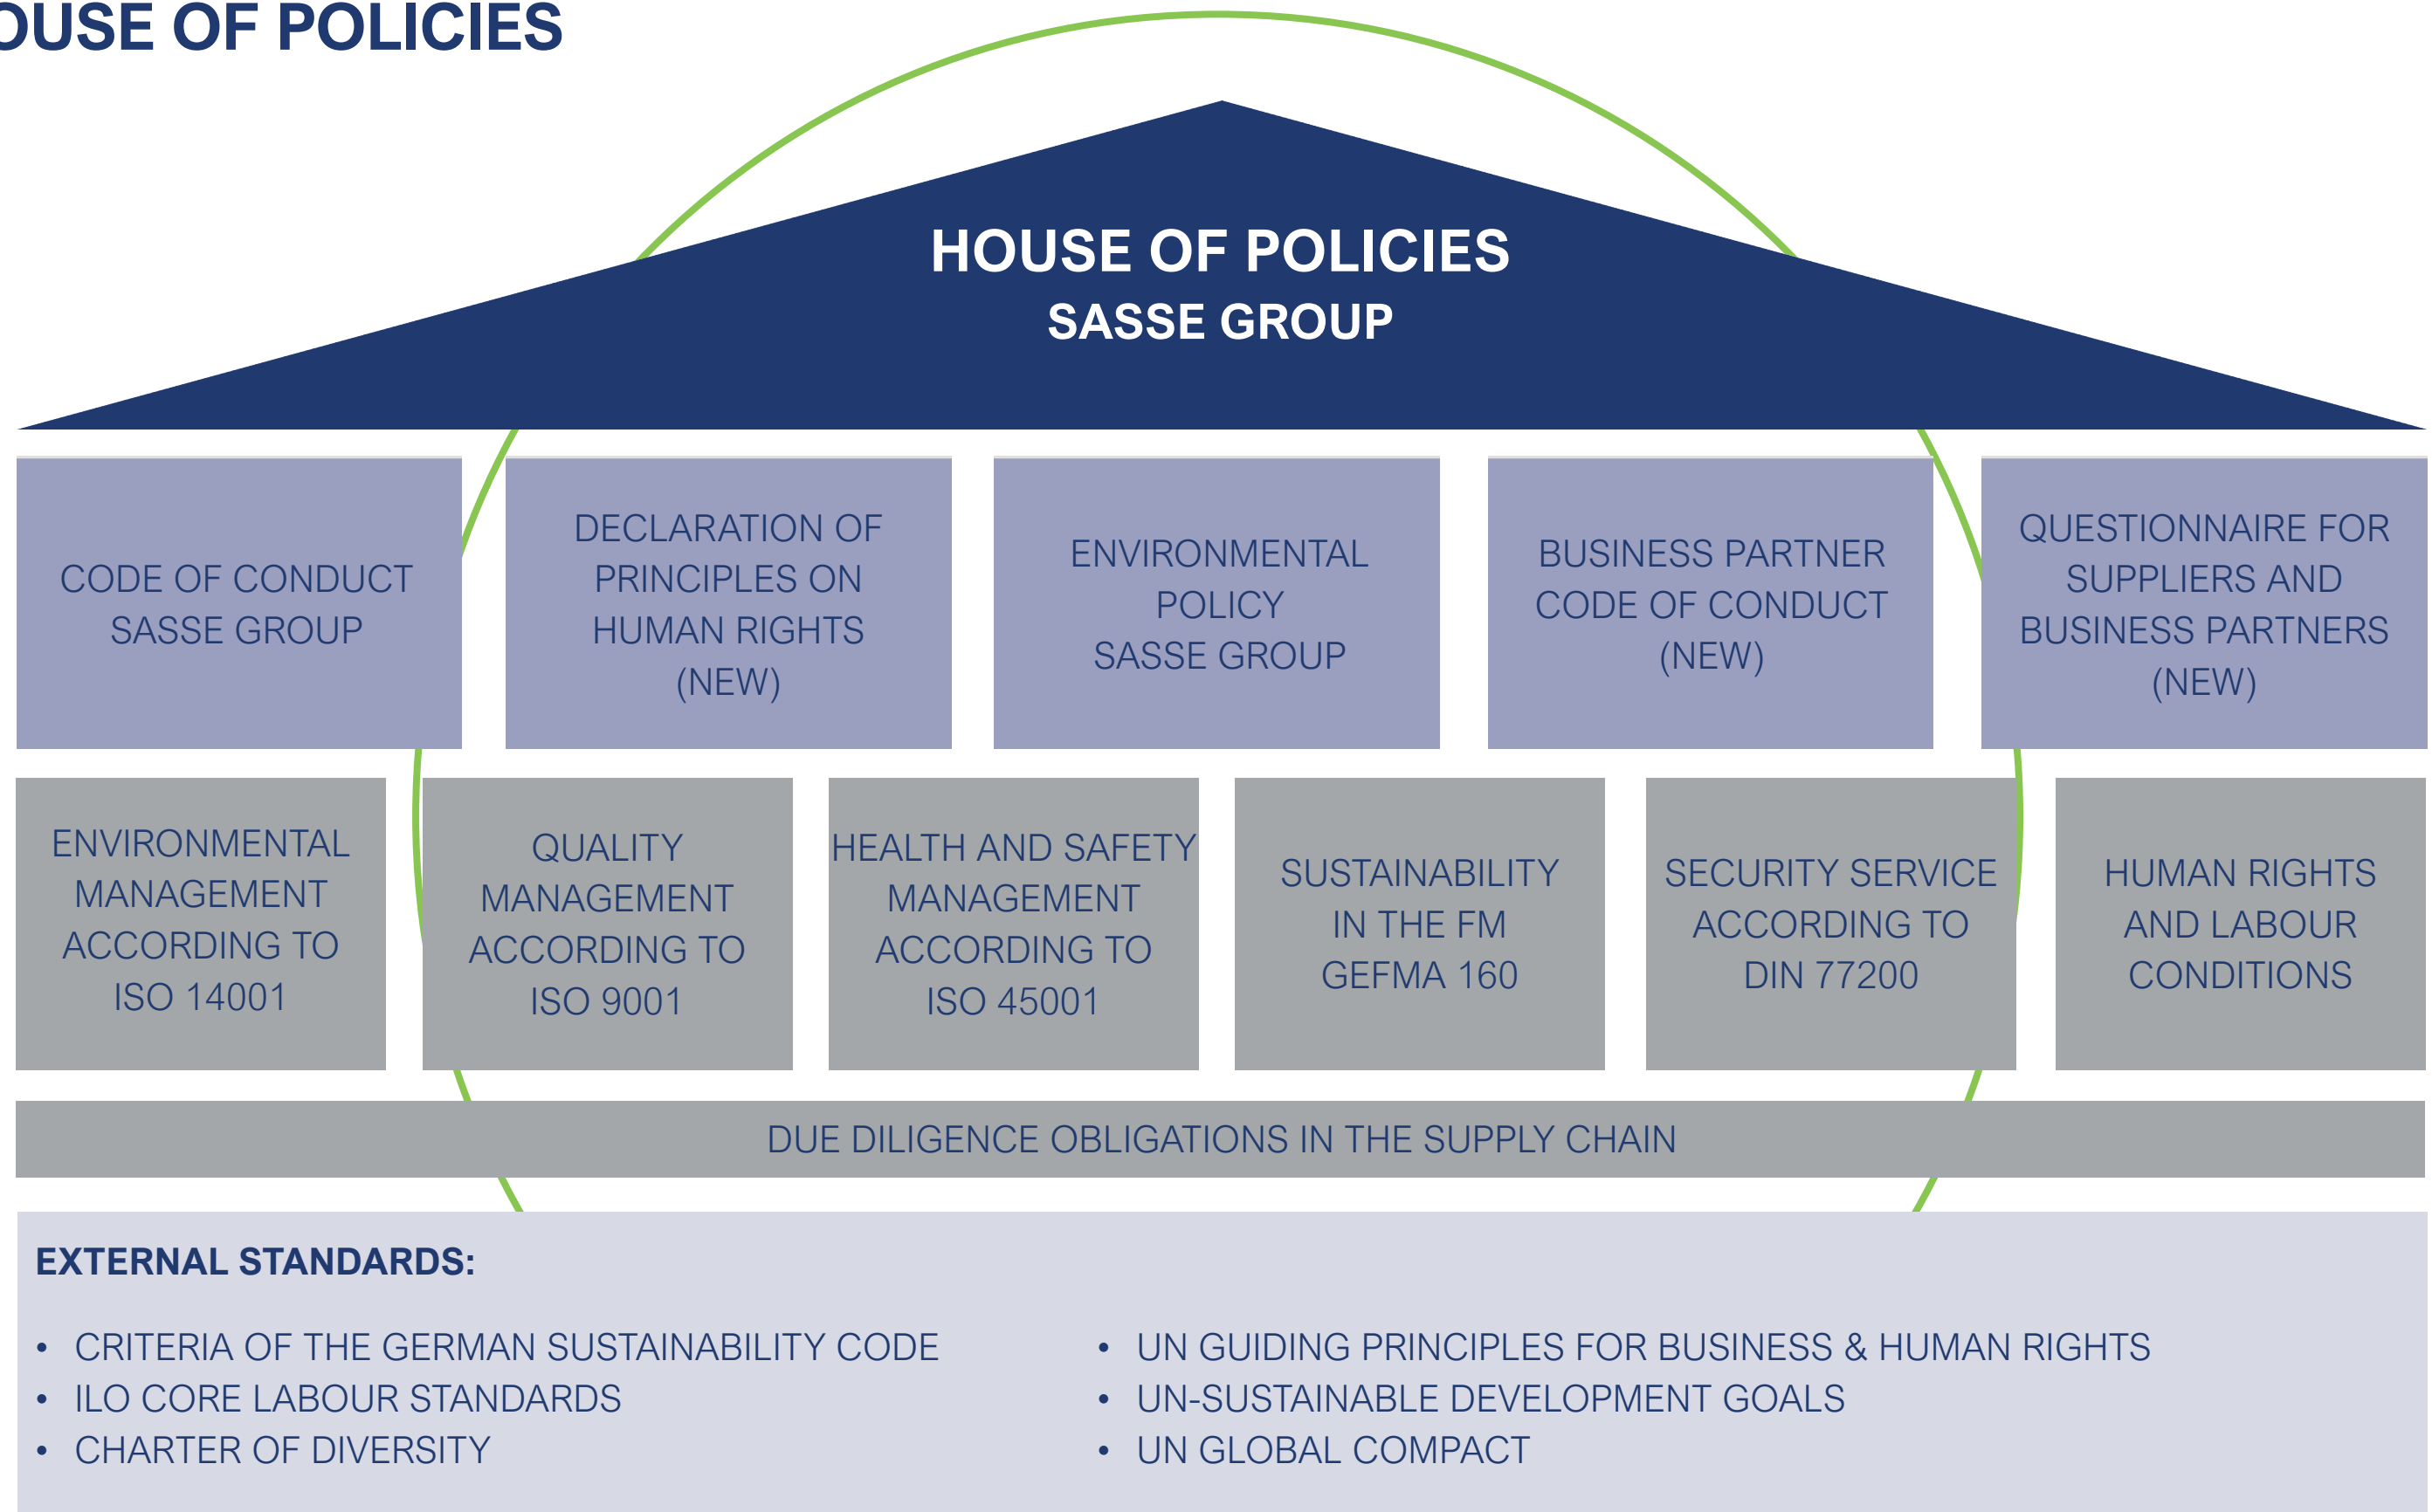 OUSE OF POLICIES
HOUSE OF POLICIES
SASSE GROUP
CODE OF CONDUCT
SASSE GROUP
DECLARATION OF
PRINCIPLES ON
HUMAN RIGHTS
(NEW)
ENVIRONMENTAL
POLICY
SASSE GROUP
BUSINESS PARTNER
CODE OF CONDUCT
(NEW)
QUESTIONNAIRE FOR
SUPPLIERS AND
BUSINESS PARTNERS
(NEW)
ENVIRONMENTAL
MANAGEMENT
ACCORDING TO
ISO 14001
QUALITY
MANAGEMENT
ACCORDING TO
ISO 9001
HEALTH AND SAFETY
MANAGEMENT
ACCORDING TO
ISO 45001
SUSTAINABILITY
IN THE FM
GEFMA 160
SECURITY SERVICE
ACCORDING TO
DIN 77200
HUMAN RIGHTS
AND LABOUR
CONDITIONS
DUE DILIGENCE OBLIGATIONS IN THE SUPPLY CHAIN
EXTERNAL STANDARDS:
• CRITERIA OF THE GERMAN SUSTAINABILITY CODE
• ILO CORE LABOUR STANDARDS
• CHARTER OF DIVERSITY
• UN GUIDING PRINCIPLES FOR BUSINESS & HUMAN RIGHTS
• UN-SUSTAINABLE DEVELOPMENT GOALS
• UN GLOBAL COMPACT